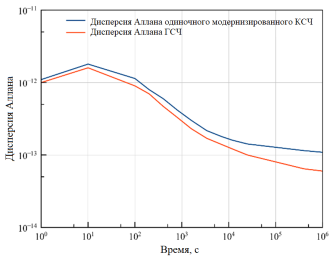 10⁻¹¹
Дисперсия Аллана одиночного модернизированного КСЧ
Дисперсия Аллана ГСЧ
10⁻¹²
Дисперсия Аллана
10⁻¹³
10⁻¹⁴
10⁰ 10¹ 10² 10³ 10⁴ 10⁵ 10⁶
Время, с